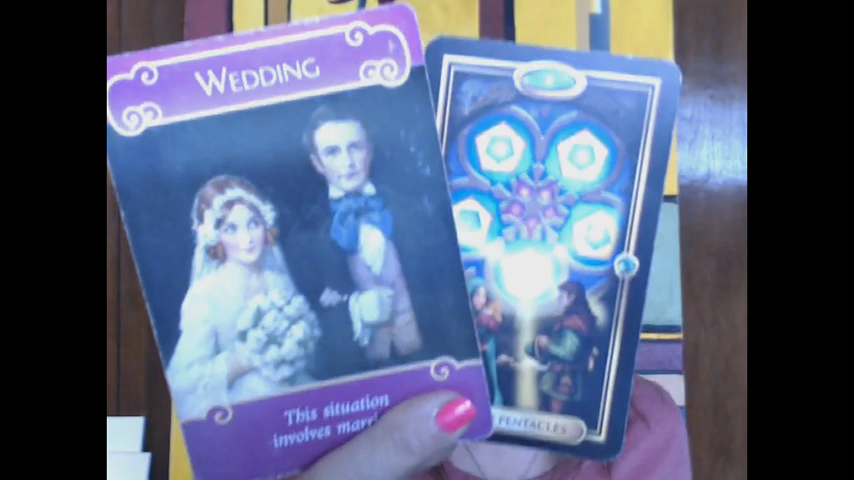 WEDDING
This situation
involves marri
PENTACLES